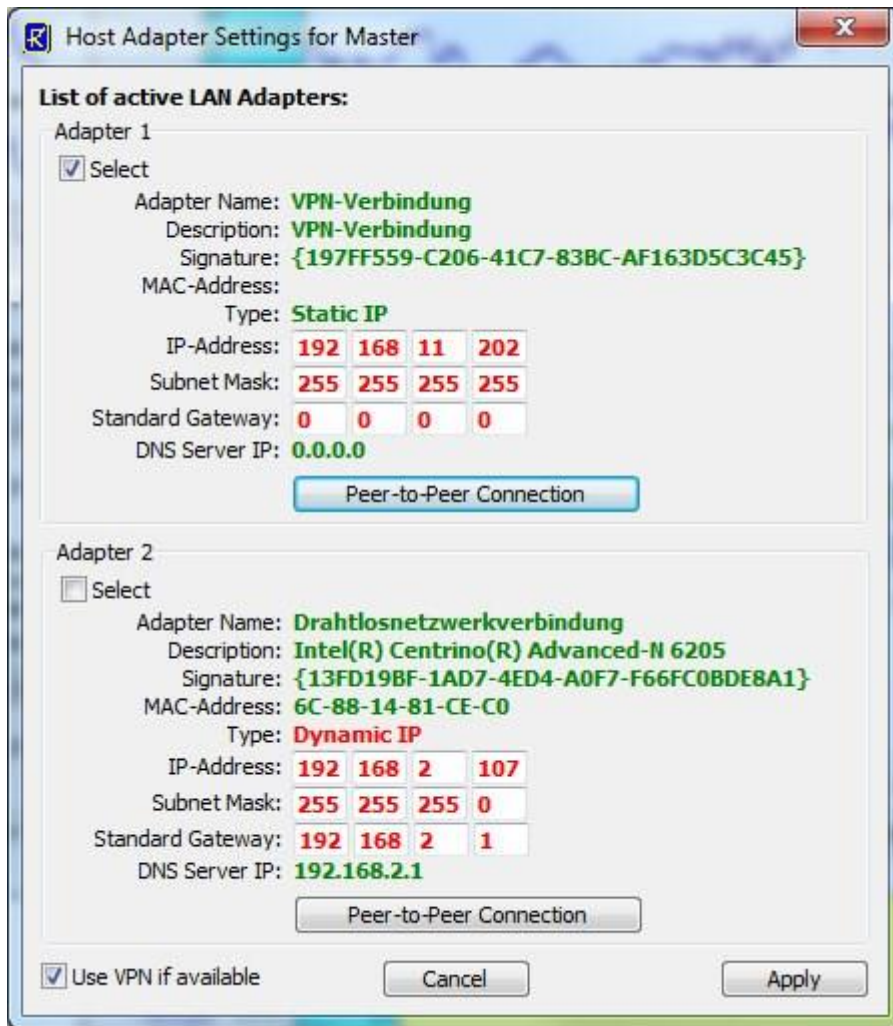 Host Adapter Settings for Master
List of active LAN Adapters:
Adapter 1
Select
Adapter Name: VPN-Verbindung
Description: VPN-Verbindung
Signature: {197FF559-C206-41C7-83BC-AF163D5C3C45}
MAC-Address:
Type: Static IP
IP-Address: 192 168 11 202
Subnet Mask: 255 255 255 255
Standard Gateway: 0 0 0 0
DNS Server IP: 0.0.0.0
Peer-to-Peer Connection
Adapter 2
Select
Adapter Name: Drahtlosnetzwerkverbindung
Description: Intel(R) Centrino(R) Advanced-N 6205
Signature: {13FD19BF-1AD7-4ED4-A0F7-F66FC0BDE8A1}
MAC-Address: 6C-88-14-81-CE-C0
Type: Dynamic IP
IP-Address: 192 168 2 107
Subnet Mask: 255 255 255 0
Standard Gateway: 192 168 2 1
DNS Server IP: 192.168.2.1
Peer-to-Peer Connection
Use VPN if available Cancel Apply